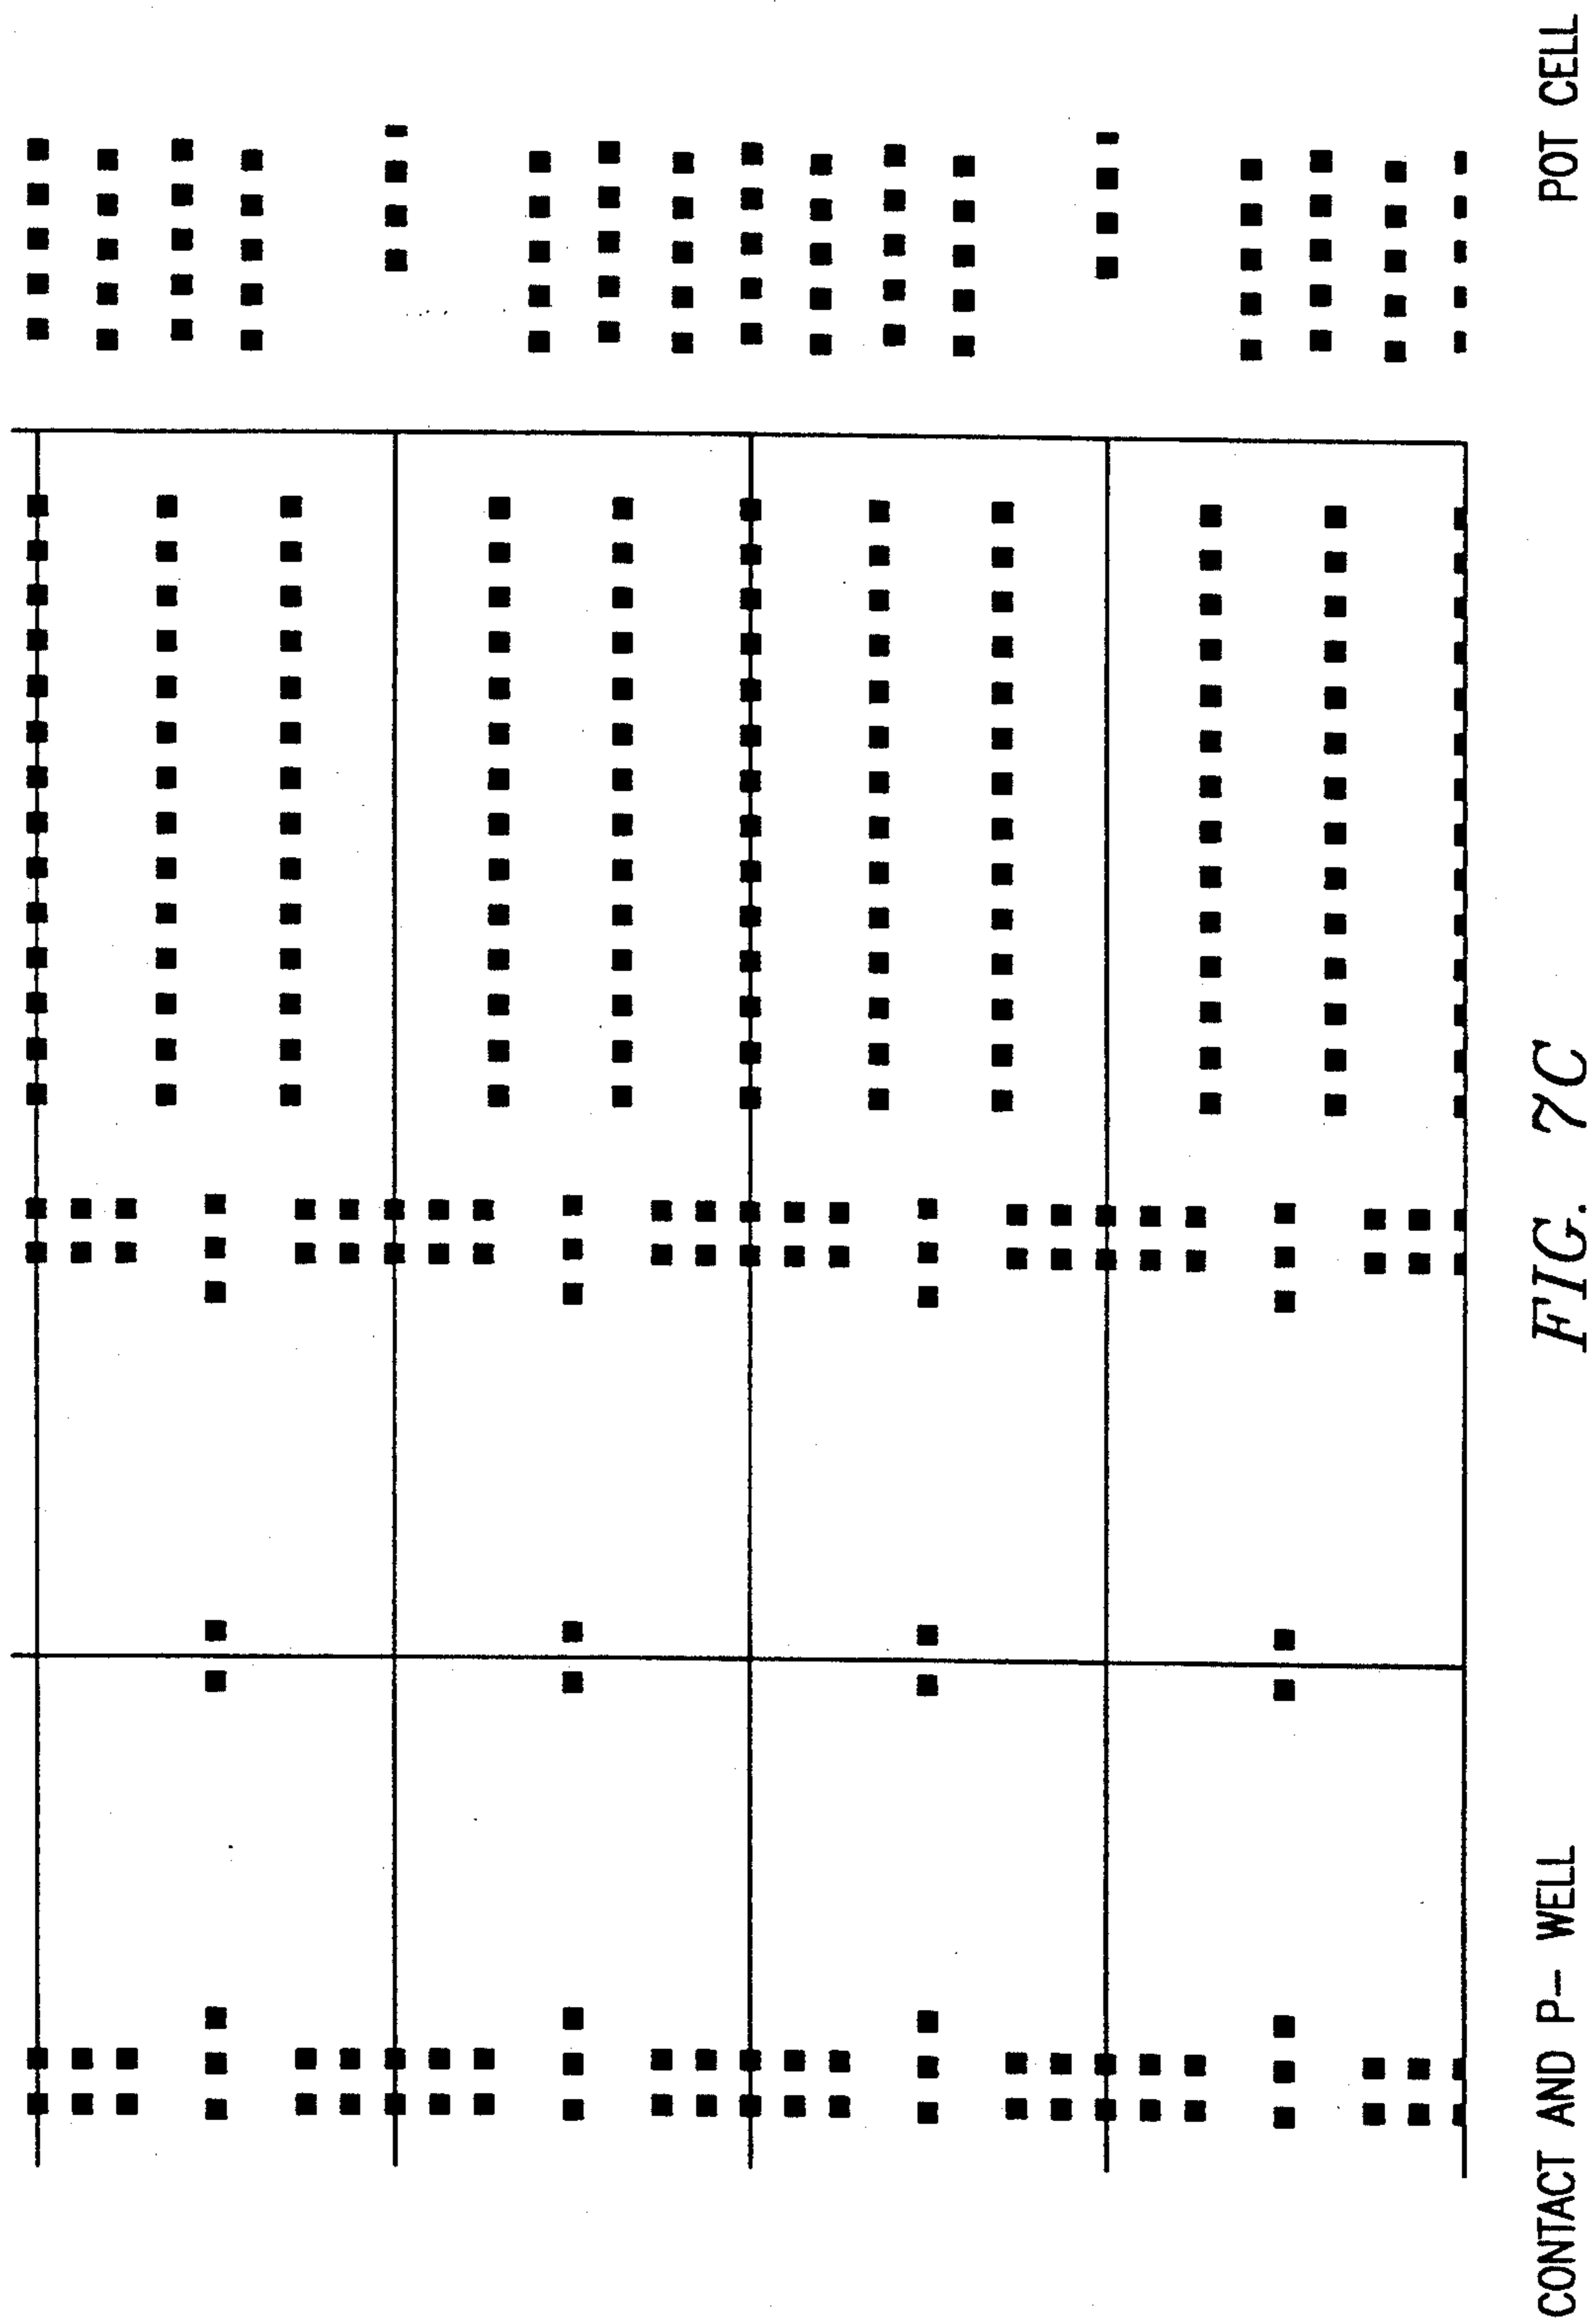 CONTACT AND P- WELL
FIG. 7C
POT CELL